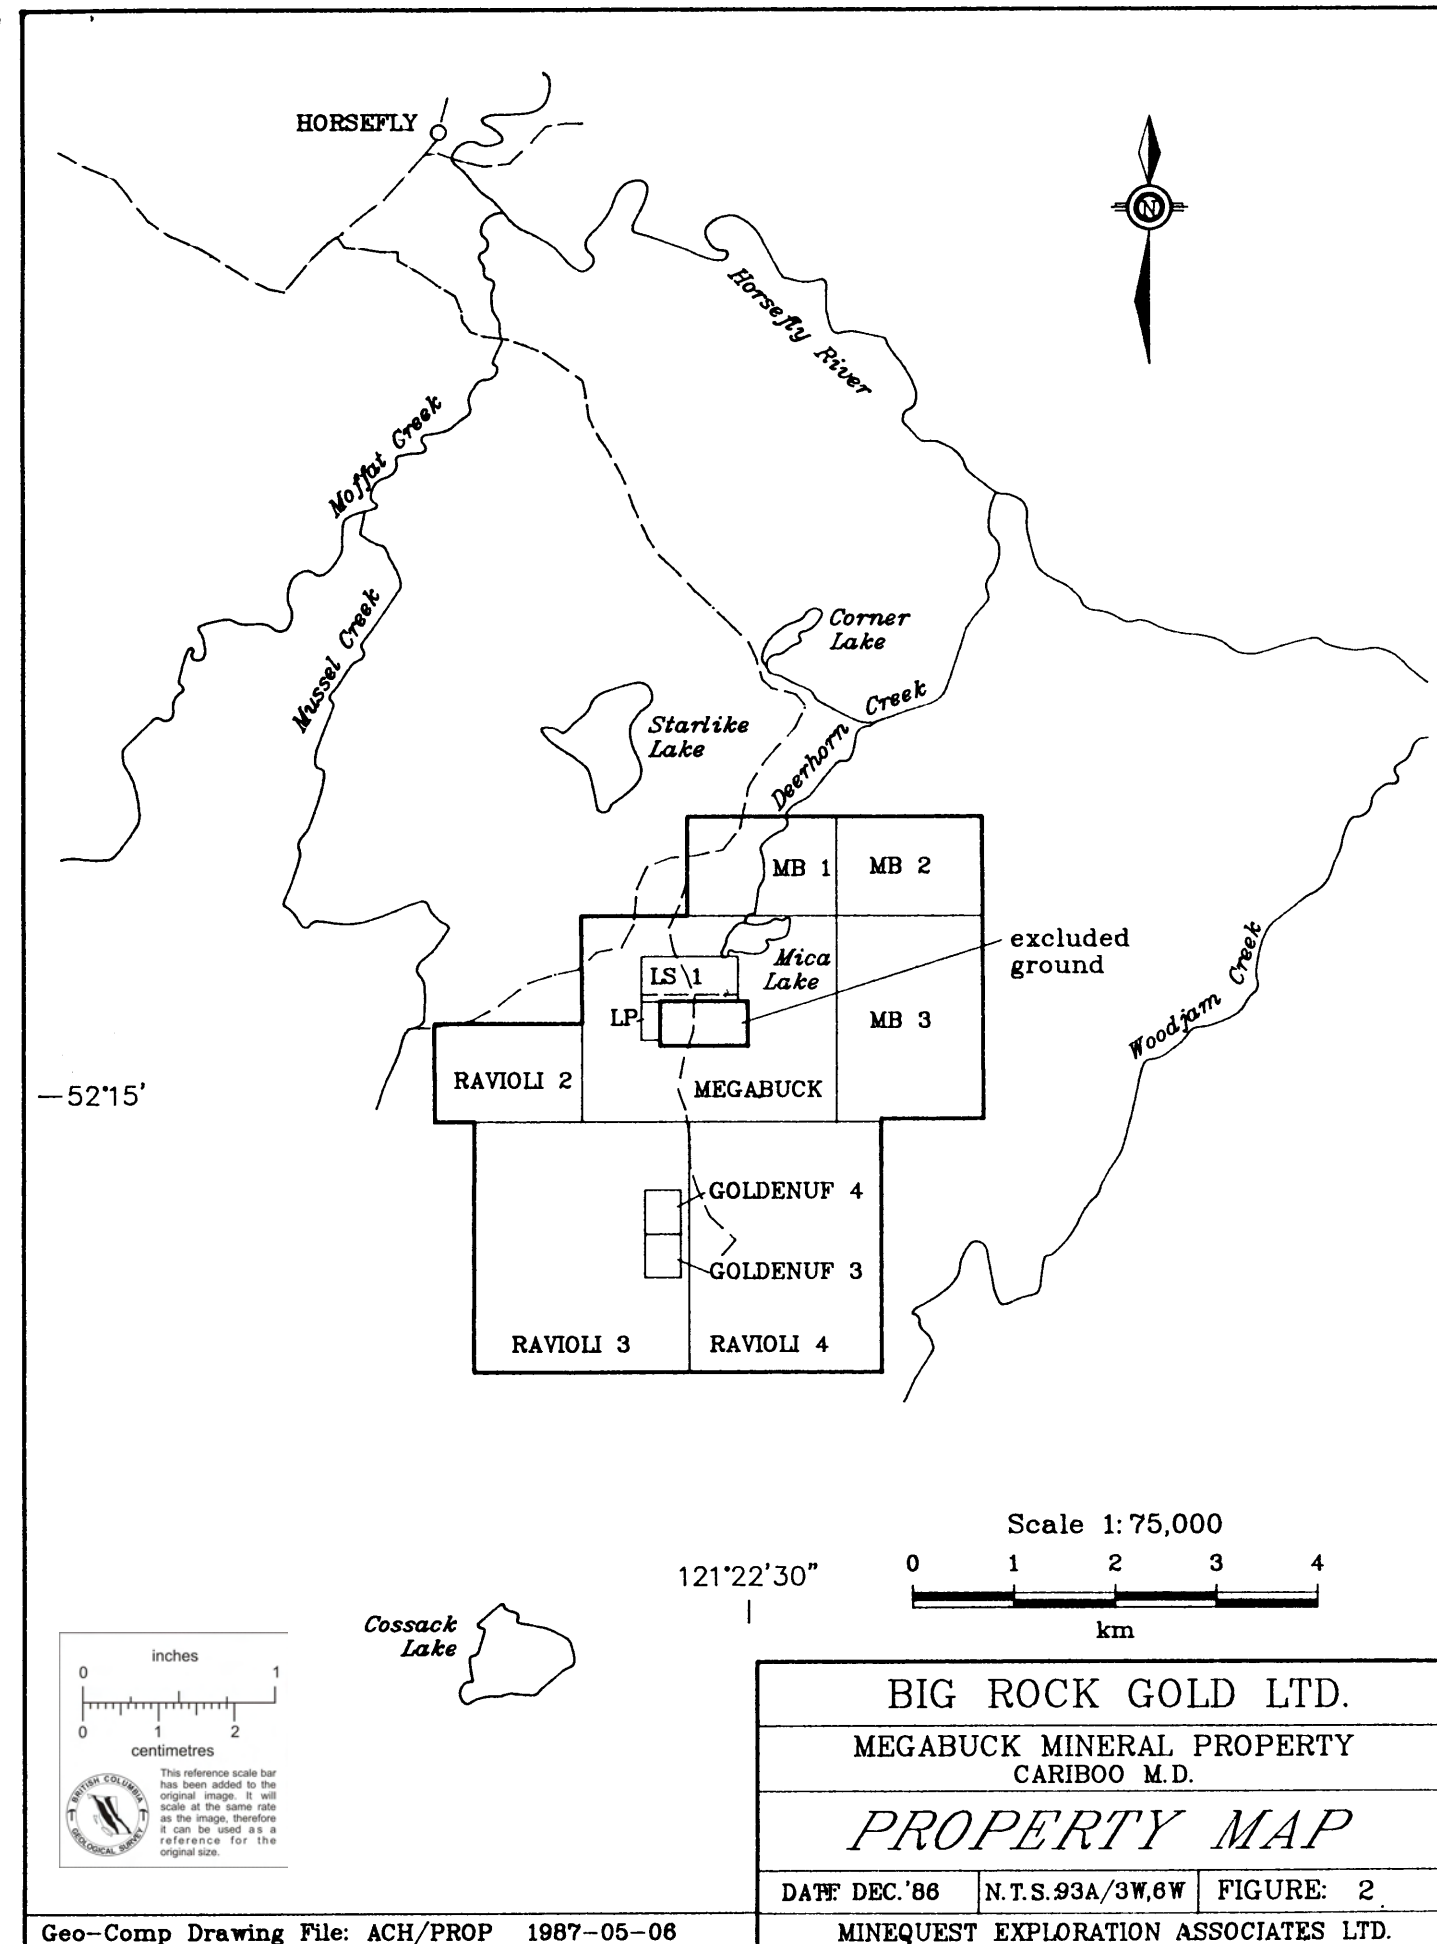 HORSEFLY
N
Horsefly River
Moffat Creek
Mussel Creek
Corner
Lake
Starlike
Lake
Deerhorn Creek
MB 1
MB 2
excluded
ground
Mica
Lake
LS 1
LP
MB 3
Woodjam Creek
RAVIOLI 2
MEGABUCK
—52°15'
GOLDENUF 4
GOLDENUF 3
RAVIOLI 3
RAVIOLI 4
Scale 1:75,000
0 1 2 3 4
km
121°22'30"
Cossack
Lake
inches
0 1
0 1 2
centimetres
This reference scale bar
has been added to the
original image. It will
scale at the same rate
as the image, therefore
it can be used as a
reference for the
original size.
BRITISH COLUMBIA
GEOLOGICAL SURVEY
BIG ROCK GOLD LTD.
MEGABUCK MINERAL PROPERTY
CARIBOO M.D.
PROPERTY MAP
DATE: DEC.'86
N.T.S.:93A/3W,6W
FIGURE: 2
Geo-Comp Drawing File: ACH/PROP 1987-05-06
MINEQUEST EXPLORATION ASSOCIATES LTD.